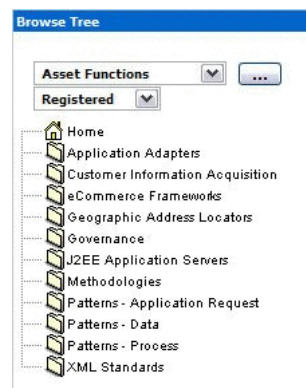 Browse Tree
Asset Functions ...
Registered
Home
Application Adapters
Customer Information Acquisition
eCommerce Frameworks
Geographic Address Locators
Governance
J2EE Application Servers
Methodologies
Patterns - Application Request
Patterns - Data
Patterns - Process
XML Standards